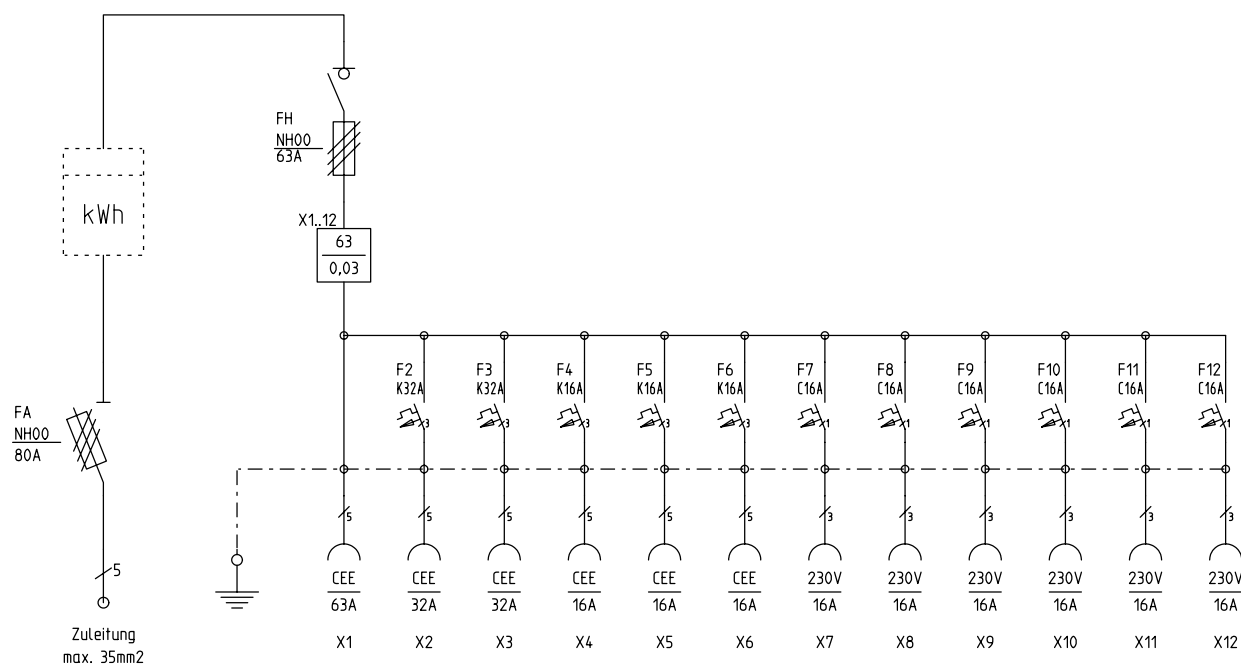 FH
NH00
63A
kWh
X1..12
63
0,03
F2
K32A
F3
K32A
F4
K16A
F5
K16A
F6
K16A
F7
C16A
F8
C16A
F9
C16A
F10
C16A
F11
C16A
F12
C16A
FA
NH00
80A
3
3
3
3
3
1
1
1
1
1
1
5
5
5
5
5
5
3
3
3
3
3
3
5
CEE
63A
CEE
32A
CEE
32A
CEE
16A
CEE
16A
CEE
16A
230V
16A
230V
16A
230V
16A
230V
16A
230V
16A
230V
16A
Zuleitung
max. 35mm2
X1 X2 X3 X4 X5 X6 X7 X8 X9 X10 X11 X12